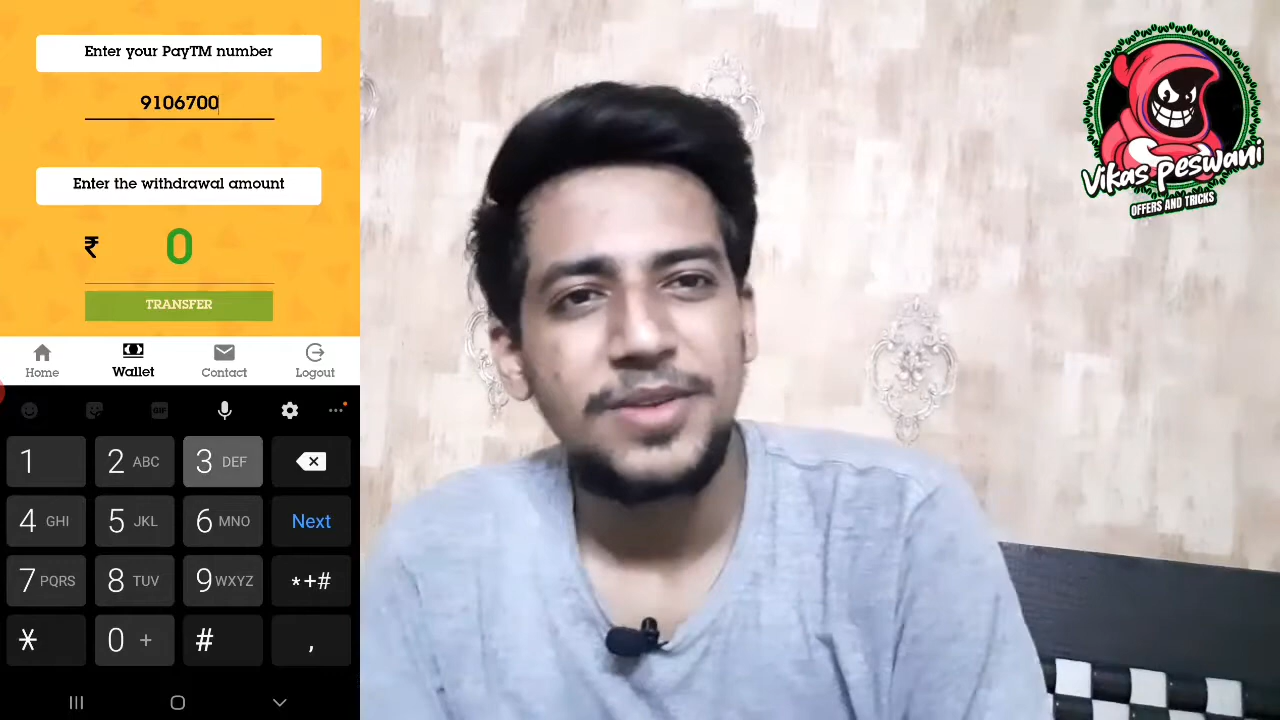 Enter your PayTM number
9106700
Enter the withdrawal amount
₹ 0
TRANSFER
Home Wallet Contact Logout
GIF
1 2 ABC 3 DEF
4 GHI 5 JKL 6 MNO Next
7 PQRS 8 TUV 9 WXYZ *+#
* 0 + # ,
Vikas Peswani
OFFERS AND TRICKS